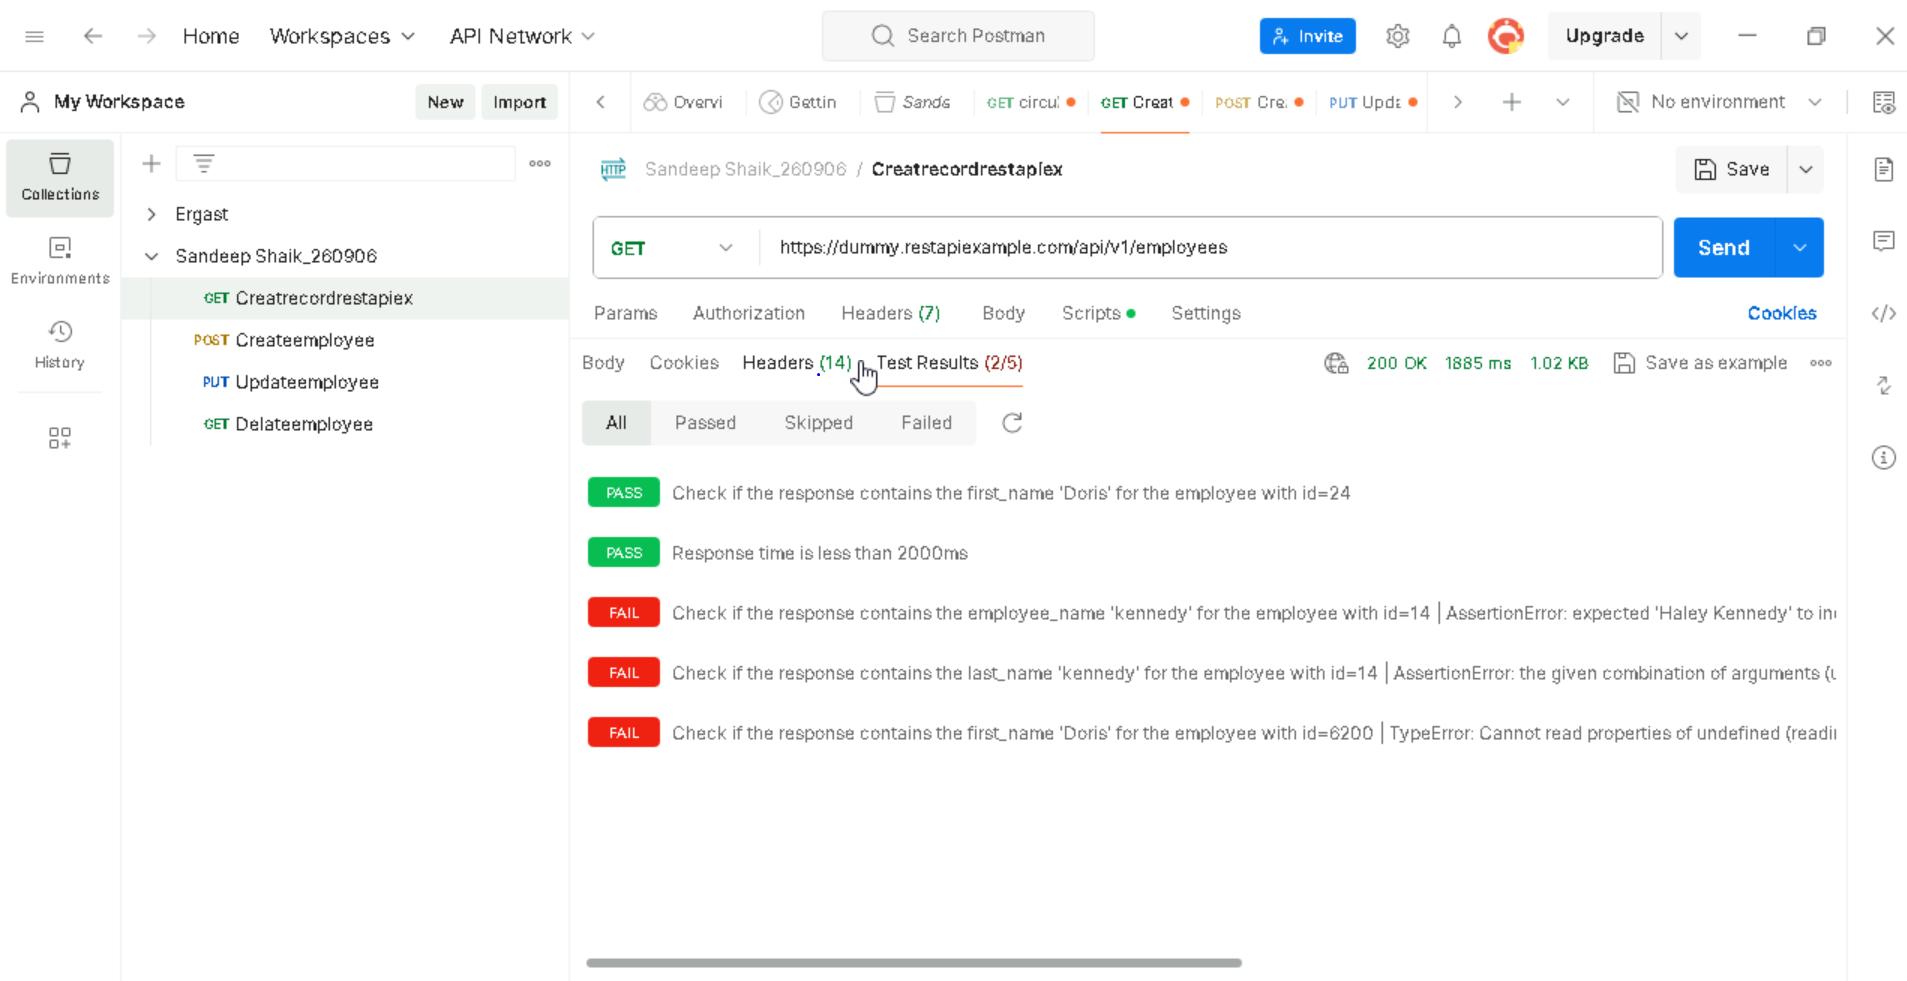 Home Workspaces API Network Search Postman Invite Upgrade
My Workspace New Import Overvi Gettin Sands GET circul GET Creat POST Cre. PUT Upda No environment
Collections
Environments
History
Ergast
Sandeep Shaik_260906
GET Creatrecordrestapiex
POST Createemployee
PUT Updateemployee
GET Delateemployee
HTTP Sandeep Shaik_260906 / Creatrecordrestapiex Save
GET https://dummy.restapiexample.com/api/v1/employees Send
Params Authorization Headers (7) Body Scripts Settings Cookies
Body Cookies Headers (14) Test Results (2/5) 200 OK 1885 ms 1.02 KB Save as example
All Passed Skipped Failed
PASS Check if the response contains the first_name 'Doris' for the employee with id=24
PASS Response time is less than 2000ms
FAIL Check if the response contains the employee_name 'kennedy' for the employee with id=14 | AssertionError: expected 'Haley Kennedy' to in
FAIL Check if the response contains the last_name 'kennedy' for the employee with id=14 | AssertionError: the given combination of arguments (u
FAIL Check if the response contains the first_name 'Doris' for the employee with id=6200 | TypeError: Cannot read properties of undefined (readi